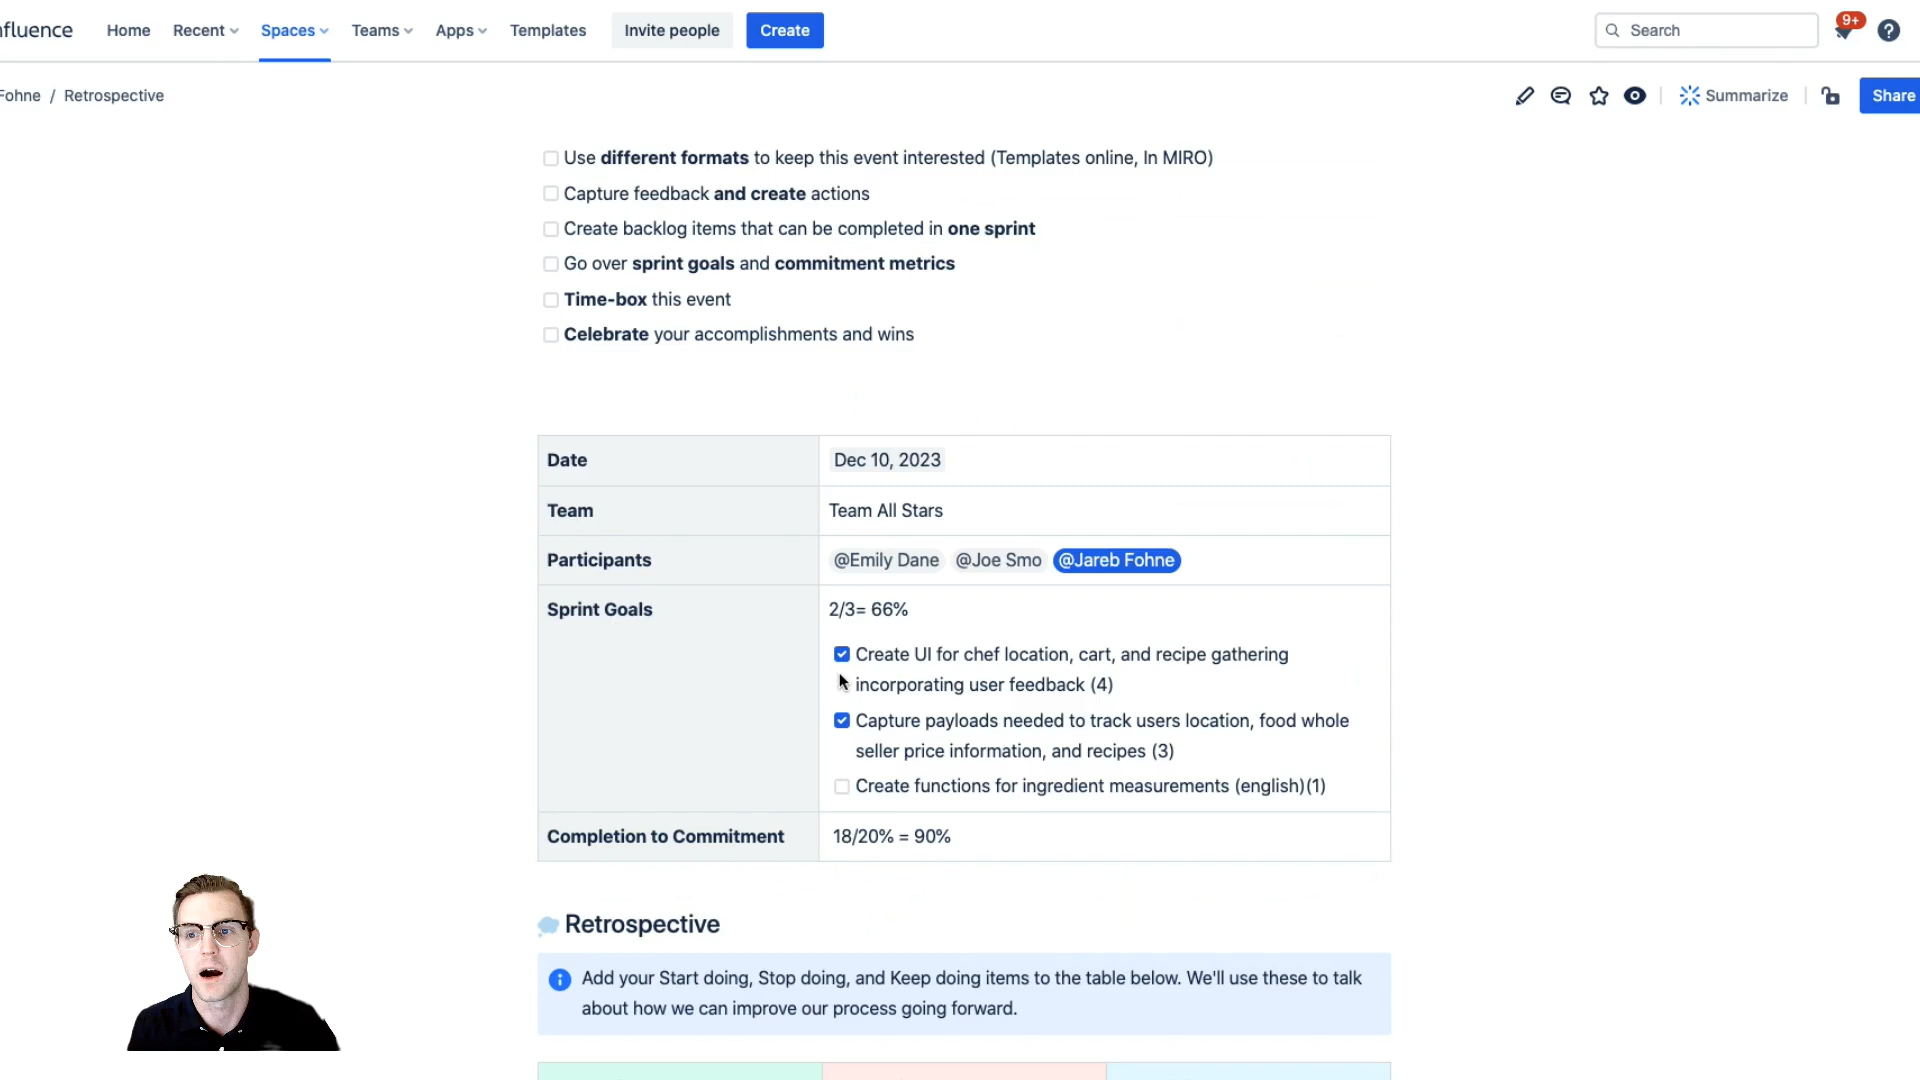 nfluence Home Recent Spaces Teams Apps Templates Invite people Create Search 9+ ?
Fohne / Retrospective Summarize Share
Use different formats to keep this event interested (Templates online, In MIRO)
Capture feedback and create actions
Create backlog items that can be completed in one sprint
Go over sprint goals and commitment metrics
Time-box this event
Celebrate your accomplishments and wins
Date Dec 10, 2023
Team Team All Stars
Participants @Emily Dane @Joe Smo @Jareb Fohne
Sprint Goals 2/3= 66%
Create UI for chef location, cart, and recipe gathering
incorporating user feedback (4)
Capture payloads needed to track users location, food whole
seller price information, and recipes (3)
Create functions for ingredient measurements (english)(1)
Completion to Commitment 18/20% = 90%
Retrospective
Add your Start doing, Stop doing, and Keep doing items to the table below. We'll use these to talk
about how we can improve our process going forward.